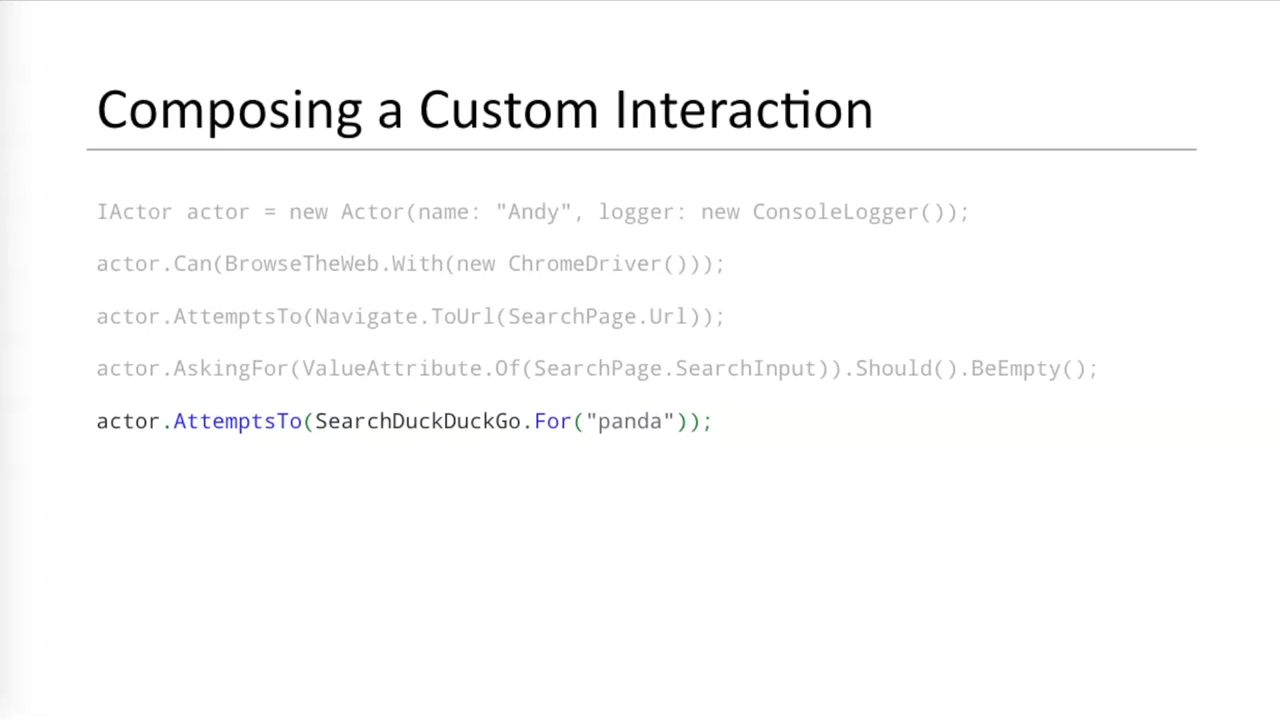 Composing a Custom Interaction
IActor actor = new Actor(name: "Andy", logger: new ConsoleLogger());
actor.Can(BrowseTheWeb.With(new ChromeDriver()));
actor.AttemptsTo(Navigate.ToUrl(SearchPage.Url));
actor.AskingFor(ValueAttribute.Of(SearchPage.SearchInput)).Should().BeEmpty();
actor.AttemptsTo(SearchDuckDuckGo.For("panda"));